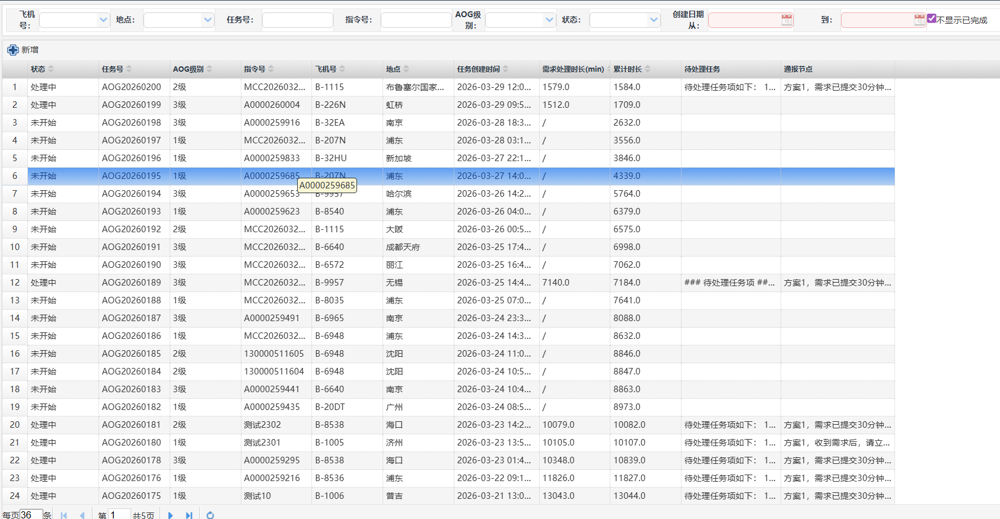 飞机号： 地点： 任务号： 指令号： AOG级别： 状态： 创建日期从： 到： 不显示已完成
新增
状态 任务号 AOG级别 指令号 飞机号 地点 任务创建时间 需求处理时长(min) 累计时长 待处理任务 通报节点
1 处理中 AOG20260200 2级 MCC2026032... B-1115 布鲁塞尔国家... 2026-03-29 12:0... 1579.0 1584.0 待处理任务项如下： 1... 方案1，需求已提交30分钟...
2 处理中 AOG20260199 3级 A0000260004 B-226N 虹桥 2026-03-29 09:5... 1512.0 1709.0
3 未开始 AOG20260198 3级 A0000259916 B-32EA 南京 2026-03-28 18:3... / 2632.0
4 未开始 AOG20260197 1级 MCC2026032... B-207N 浦东 2026-03-28 03:1... / 3556.0
5 未开始 AOG20260196 1级 A0000259833 B-32HU 新加坡 2026-03-27 22:1... / 3846.0
6 未开始 AOG20260195 1级 A0000259685 B-207N 浦东 2026-03-27 14:0... / 4339.0
A0000259685
7 未开始 AOG20260194 3级 A0000259653 B-9957 哈尔滨 2026-03-26 14:2... / 5764.0
8 未开始 AOG20260193 1级 A0000259623 B-8540 浦东 2026-03-26 04:0... / 6379.0
9 未开始 AOG20260192 2级 MCC2026032... B-1115 大阪 2026-03-26 00:5... / 6575.0
10 未开始 AOG20260191 3级 MCC2026032... B-6640 成都天府 2026-03-25 17:4... / 6998.0
11 未开始 AOG20260190 3级 MCC2026032... B-6572 丽江 2026-03-25 16:4... / 7062.0
12 处理中 AOG20260189 3级 MCC2026032... B-9957 无锡 2026-03-25 14:4... 7140.0 7184.0 ### 待处理任务项 ##... 方案1，需求已提交30分钟...
13 未开始 AOG20260188 1级 MCC2026032... B-8035 浦东 2026-03-25 07:0... / 7641.0
14 未开始 AOG20260187 3级 A0000259491 B-6965 南京 2026-03-24 23:3... / 8088.0
15 未开始 AOG20260186 1级 MCC2026032... B-6948 浦东 2026-03-24 14:3... / 8632.0
16 未开始 AOG20260185 2级 130000511605 B-6948 沈阳 2026-03-24 11:0... / 8846.0
17 未开始 AOG20260184 2级 130000511604 B-6948 沈阳 2026-03-24 10:5... / 8847.0
18 未开始 AOG20260183 3级 A0000259441 B-6640 南京 2026-03-24 10:4... / 8863.0
19 未开始 AOG20260182 1级 A0000259435 B-20DT 广州 2026-03-24 08:5... / 8973.0
20 处理中 AOG20260181 2级 测试2302 B-8538 海口 2026-03-23 14:2... 10079.0 10082.0 待处理任务项如下： 1... 方案1，需求已提交30分钟...
21 处理中 AOG20260180 1级 测试2301 B-1005 济州 2026-03-23 13:5... 10105.0 10107.0 待处理任务项如下： 1... 方案1，收到需求后，请立...
22 处理中 AOG20260178 3级 A0000259295 B-8538 海口 2026-03-23 01:4... 10348.0 10839.0 待处理任务项如下： 1... 方案1，需求已提交30分钟...
23 处理中 AOG20260176 1级 A0000259216 B-8536 浦东 2026-03-22 09:1... 11826.0 11827.0 待处理任务项如下： 1... 方案1，需求已提交30分钟...
24 处理中 AOG20260175 1级 测试10 B-1006 普吉 2026-03-21 13:0... 13043.0 13044.0 待处理任务项如下： 1... 方案1，需求已提交30分钟...
每页 36 条 第 1 共5页